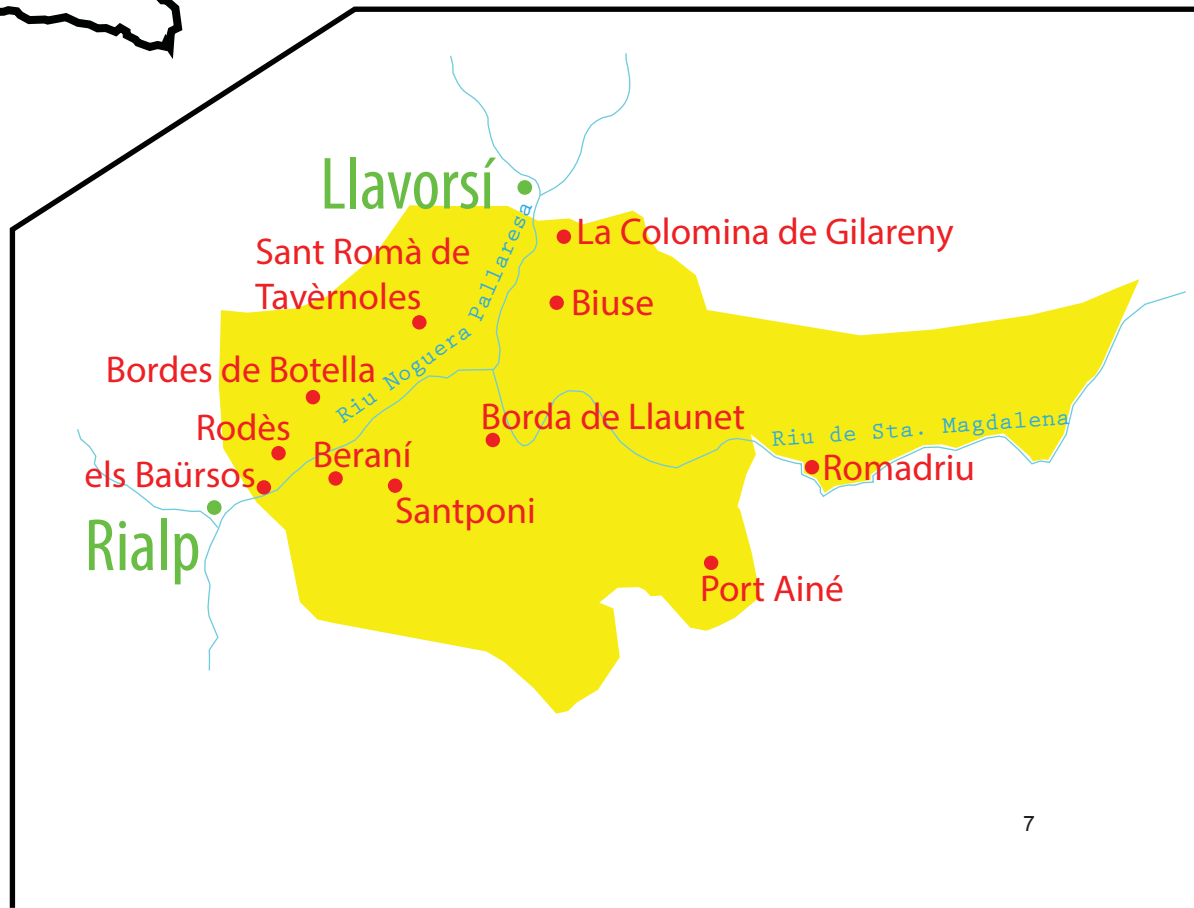 Llavorsí
La Colomina de Gilareny
Sant Romà de
Tavèrnoles
Riu Noguera Pallaresa
Biuse
Bordes de Botella
Rodès
Borda de Llaunet
Riu de Sta. Magdalena
Beraní
els Baürsos
Romadriu
Santponi
Rialp
Port Ainé
7